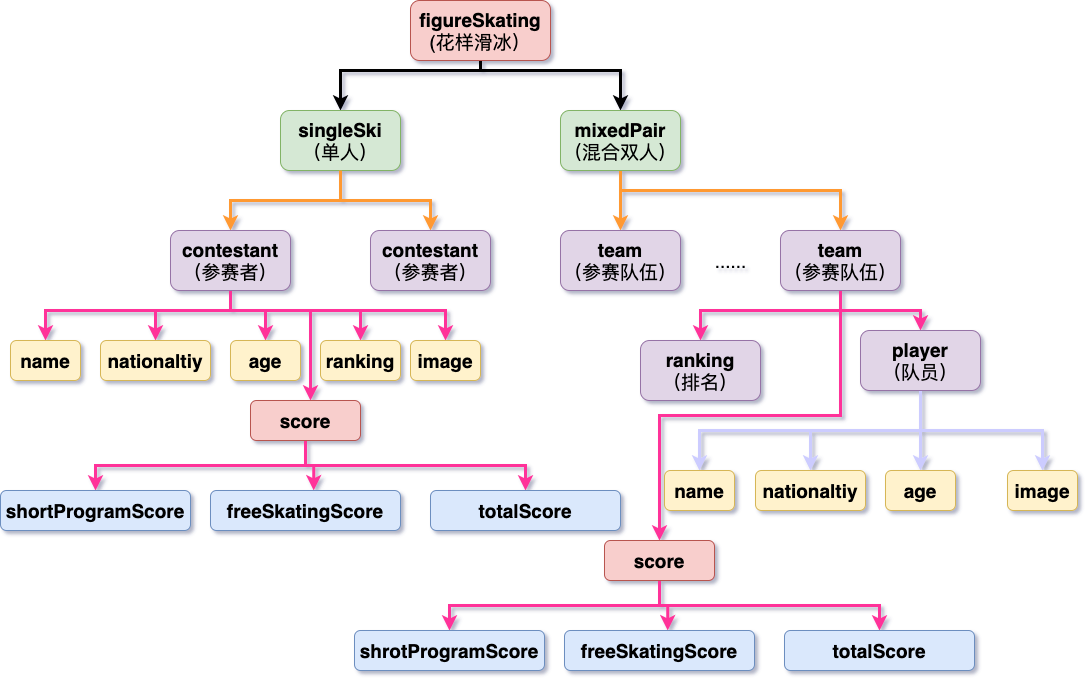 figureSkating
(花样滑冰）
singleSki
（单人）
mixedPair
（混合双人）
contestant
（参赛者）
contestant
（参赛者）
team
（参赛队伍）
......
team
（参赛队伍）
name
nationaltiy
age
ranking
image
ranking
（排名）
player
（队员）
score
name
nationaltiy
age
image
shortProgramScore
freeSkatingScore
totalScore
score
shrotProgramScore
freeSkatingScore
totalScore